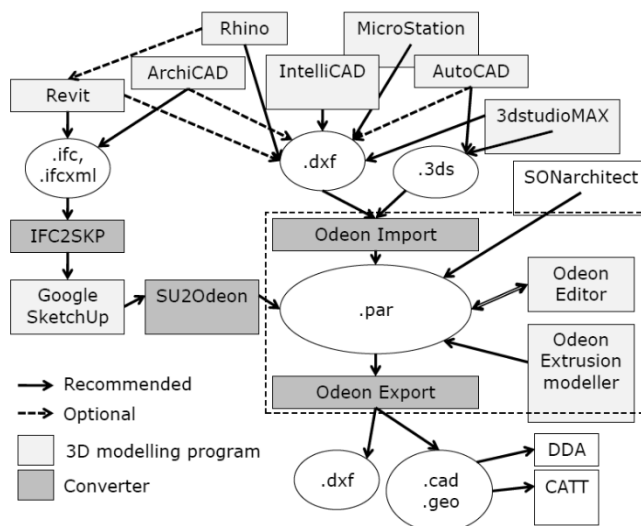 Rhino
MicroStation
ArchiCAD
IntelliCAD
AutoCAD
Revit
3dstudioMAX
.ifc,
.ifcxml
.dxf
.3ds
SONarchitect
IFC2SKP
Odeon Import
Google
SketchUp
SU2Odeon
.par
Odeon
Editor
Odeon
Extrusion
modeller
Recommended
Optional
Odeon Export
3D modelling program
Converter
.dxf
.cad
.geo
DDA
CATT